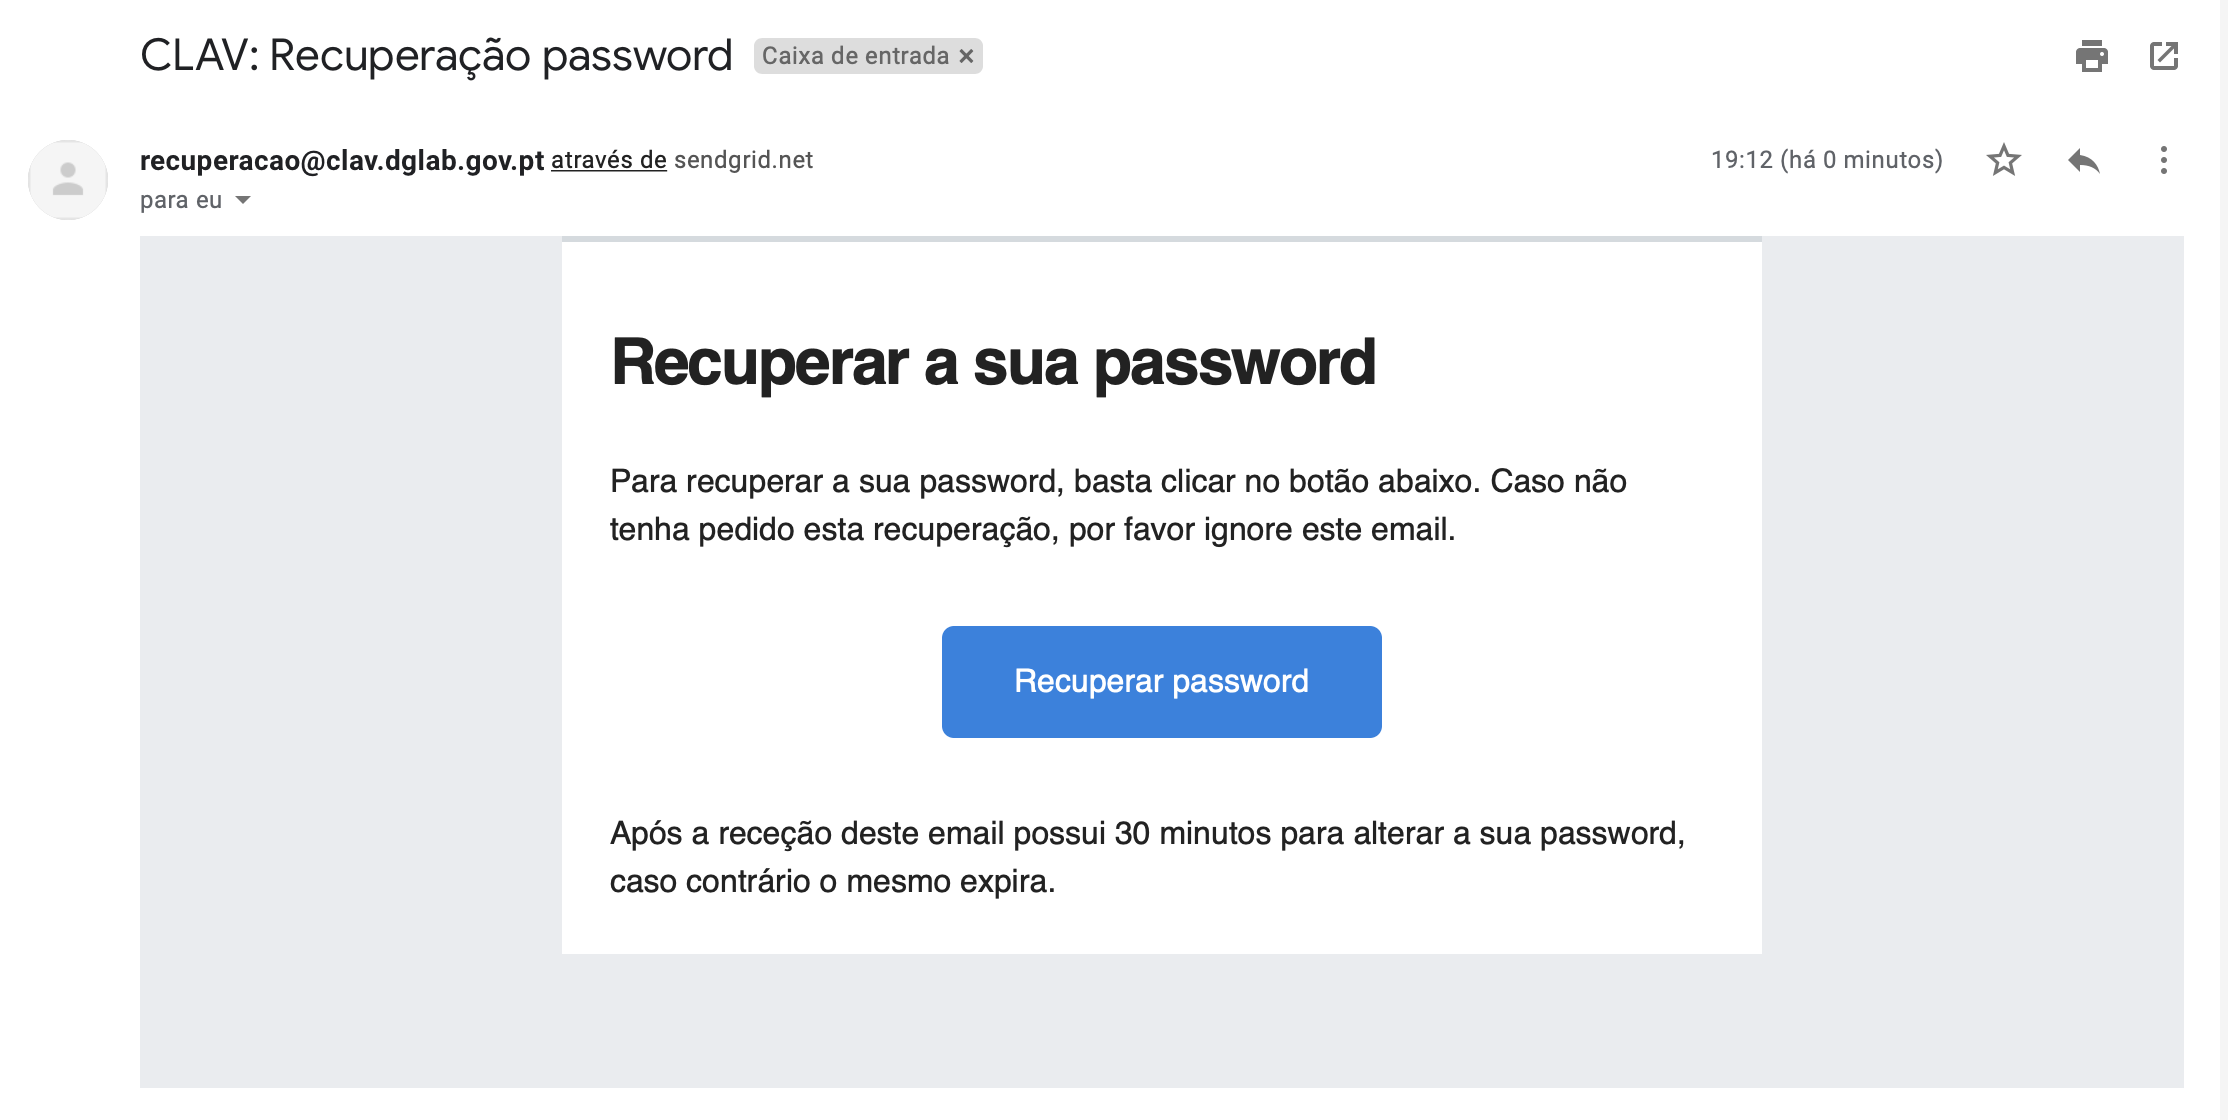 CLAV: Recuperação password Caixa de entrada ×
recuperacao@clav.dglab.gov.pt através de sendgrid.net 19:12 (há 0 minutos)
para eu
Recuperar a sua password
Para recuperar a sua password, basta clicar no botão abaixo. Caso não
tenha pedido esta recuperação, por favor ignore este email.
Recuperar password
Após a receção deste email possui 30 minutos para alterar a sua password,
caso contrário o mesmo expira.